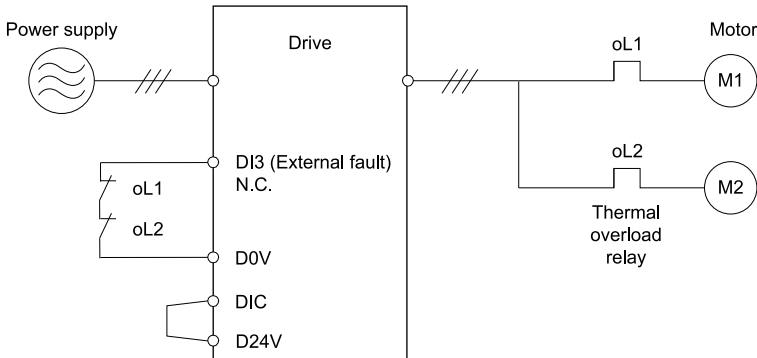 Power supply
Drive
oL1
Motor
M1
DI3 (External fault)
N.C.
oL1
oL2
oL2
M2
Thermal
overload
relay
D0V
DIC
D24V